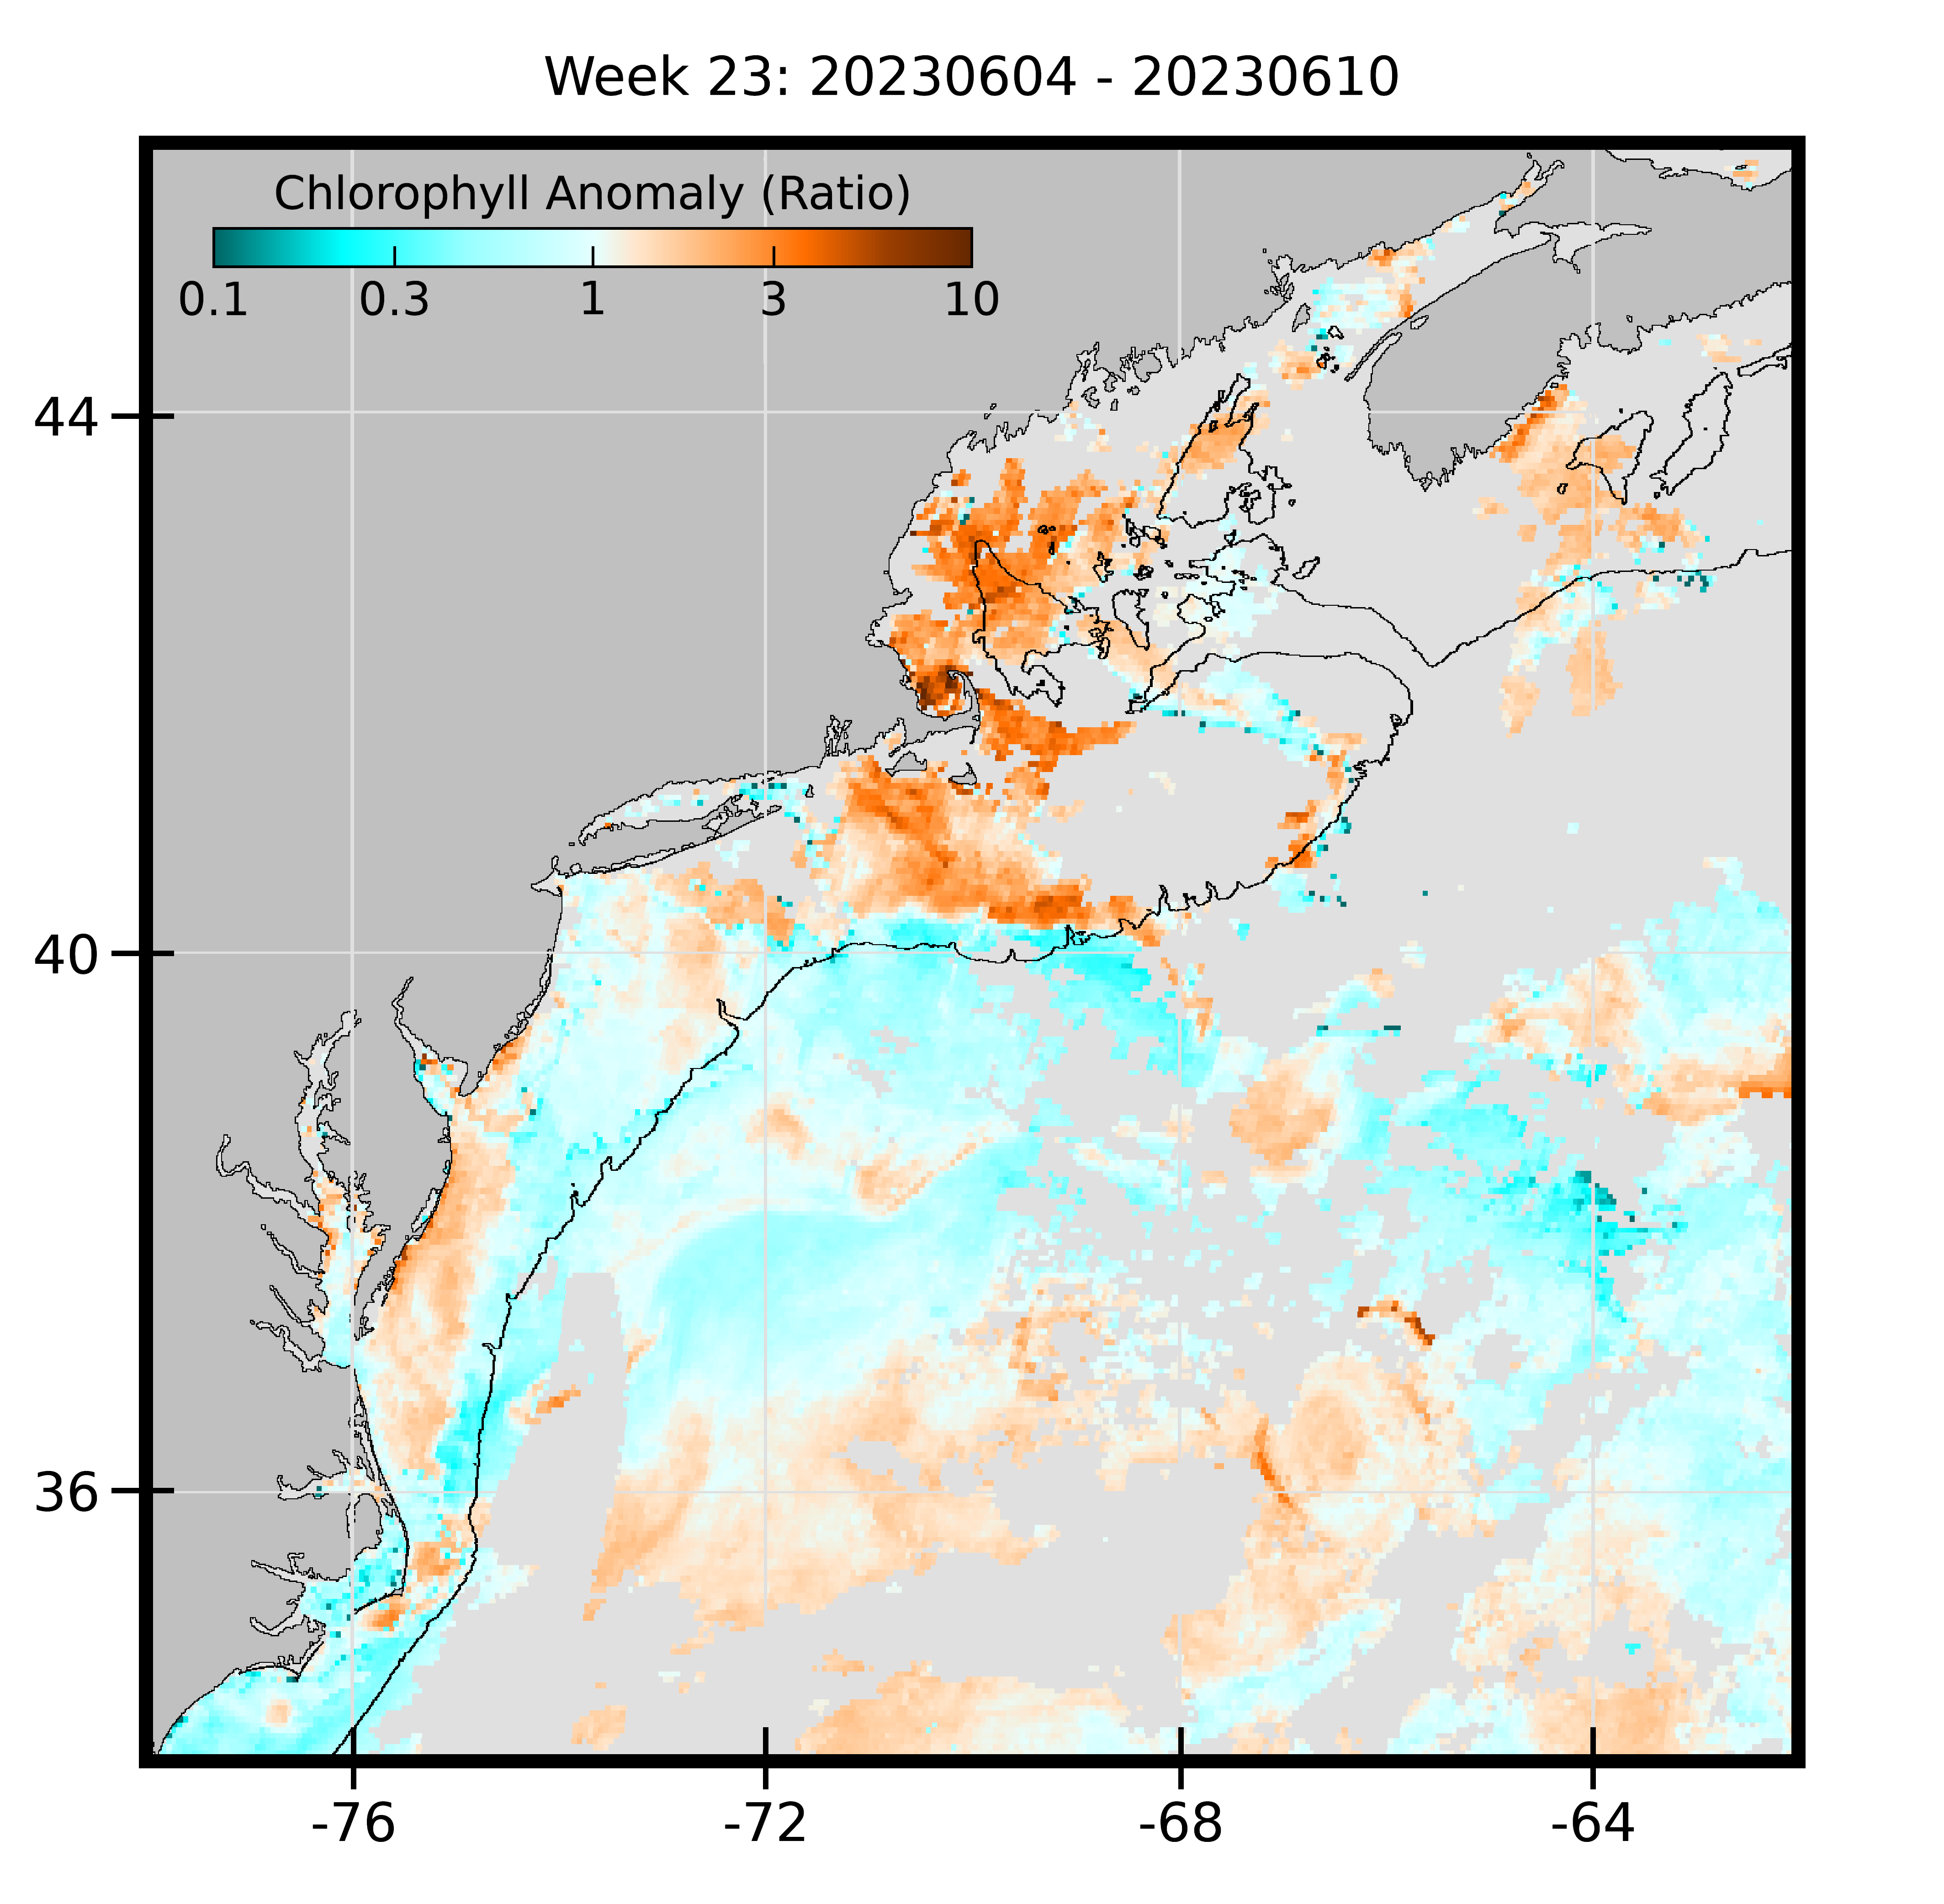 Week 23: 20230604 - 20230610
Chlorophyll Anomaly (Ratio)
0.1 0.3 1 3 10
44
40
36
-76 -72 -68 -64